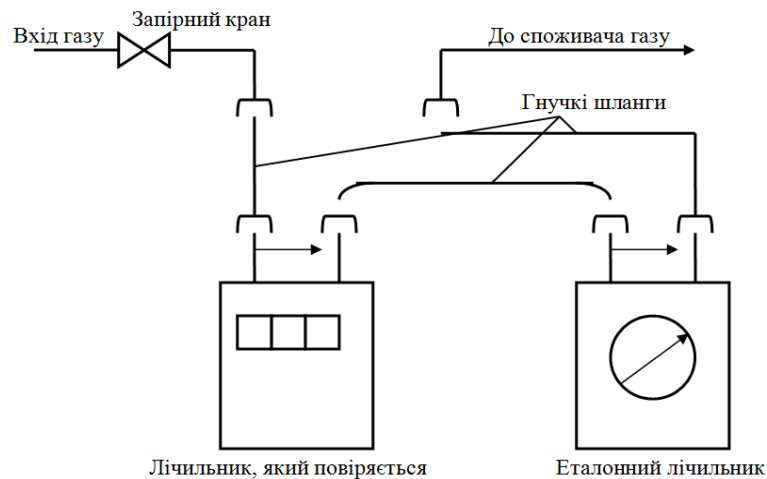 Запірний кран
Вхід газу
До споживача газу
Гнучкі шланги
Лічильник, який повіряється
Еталонний лічильник